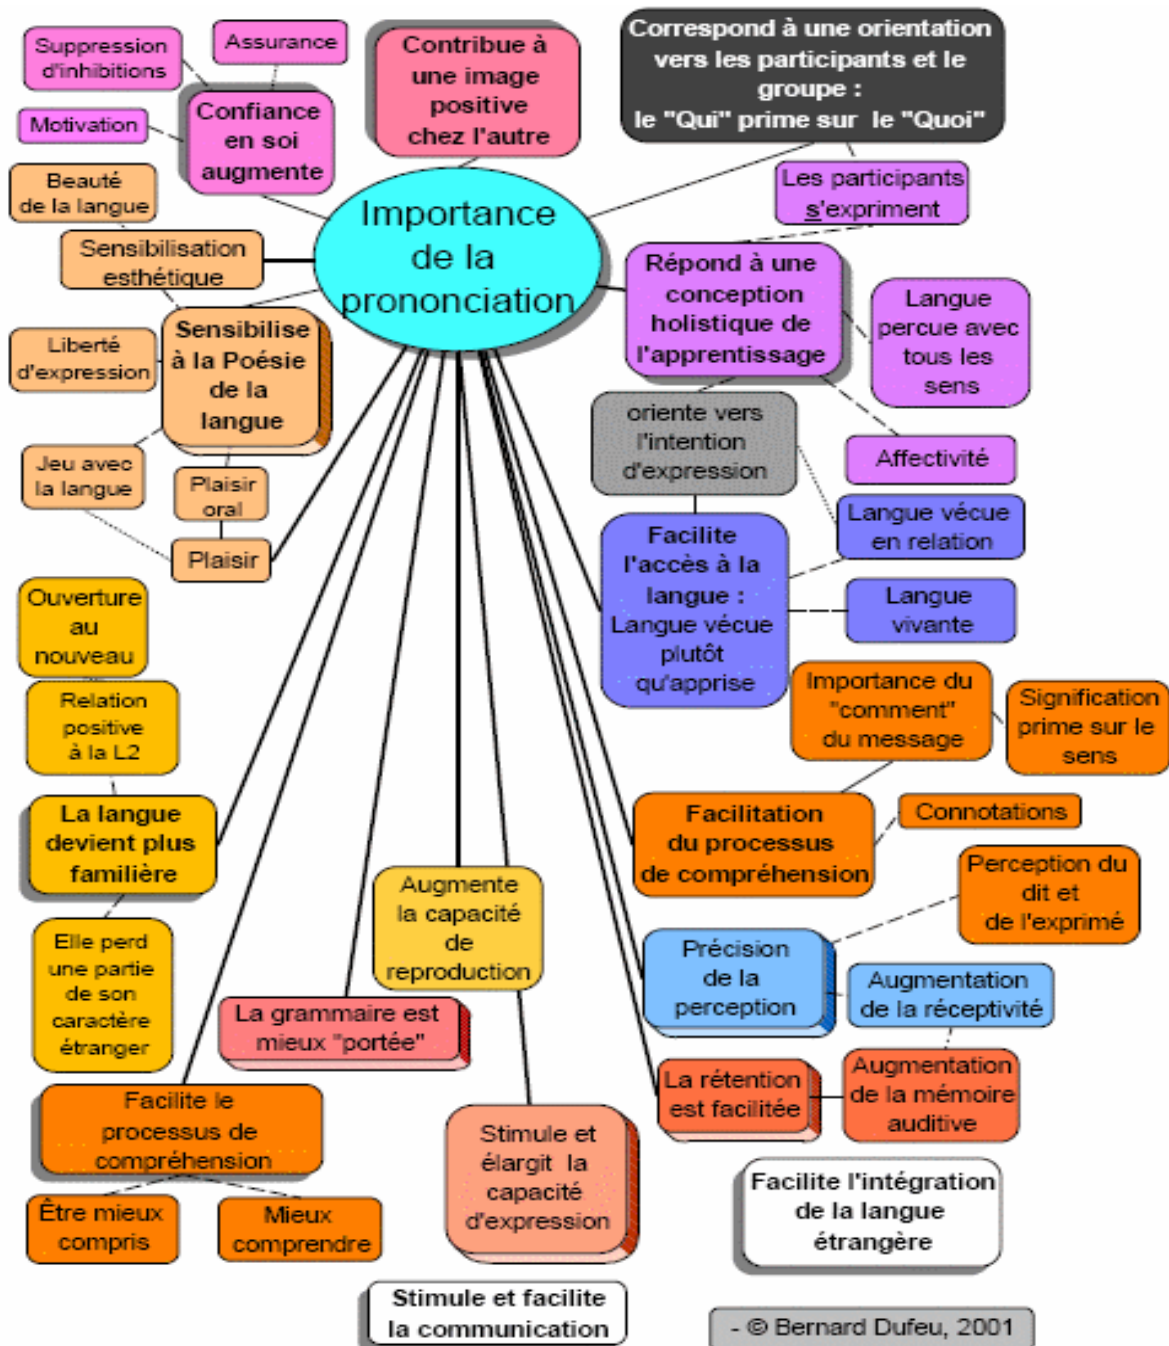 Suppression
d'inhibitions
Assurance
Motivation
Confiance
en soi
augmente
Contribue à
une image
positive
chez l'autre
Correspond à une orientation
vers les participants et le
groupe :
le "Qui" prime sur le "Quoi"
Les participants
s'expriment
Beauté
de la langue
Sensibilisation
esthétique
Importance
de la
prononciation
Répond à une
conception
holistique de
l'apprentissage
Langue
percue avec
tous les
sens
Sensibilise
à la Poésie
de la
langue
Liberté
d'expression
Jeu avec
la langue
Plaisir
oral
Plaisir
oriente vers
l'intention
d'expression
Affectivité
Facilite
l'accès à la
langue :
Langue vécue
plutôt
qu'apprise
Langue vécue
en relation
Langue
vivante
Ouverture
au
nouveau
Relation
positive
à la L2
La langue
devient plus
familière
Elle perd
une partie
de son
caractère
étranger
Importance du
"comment"
du message
Signification
prime sur le
sens
Facilitation
du processus
de compréhension
Connotations
Perception du
dit et
de l'exprimé
Augmente
la capacité
de
reproduction
Précision
de la
perception
Augmentation
de la réceptivité
La grammaire est
mieux "portée"
La rétention
est facilitée
Augmentation
de la mémoire
auditive
Facilite le
processus de
compréhension
Être mieux
compris
Mieux
comprendre
Stimule et
élargit la
capacité
d'expression
Facilite l'intégration
de la langue
étrangère
Stimule et facilite
la communication
- © Bernard Dufeu, 2001